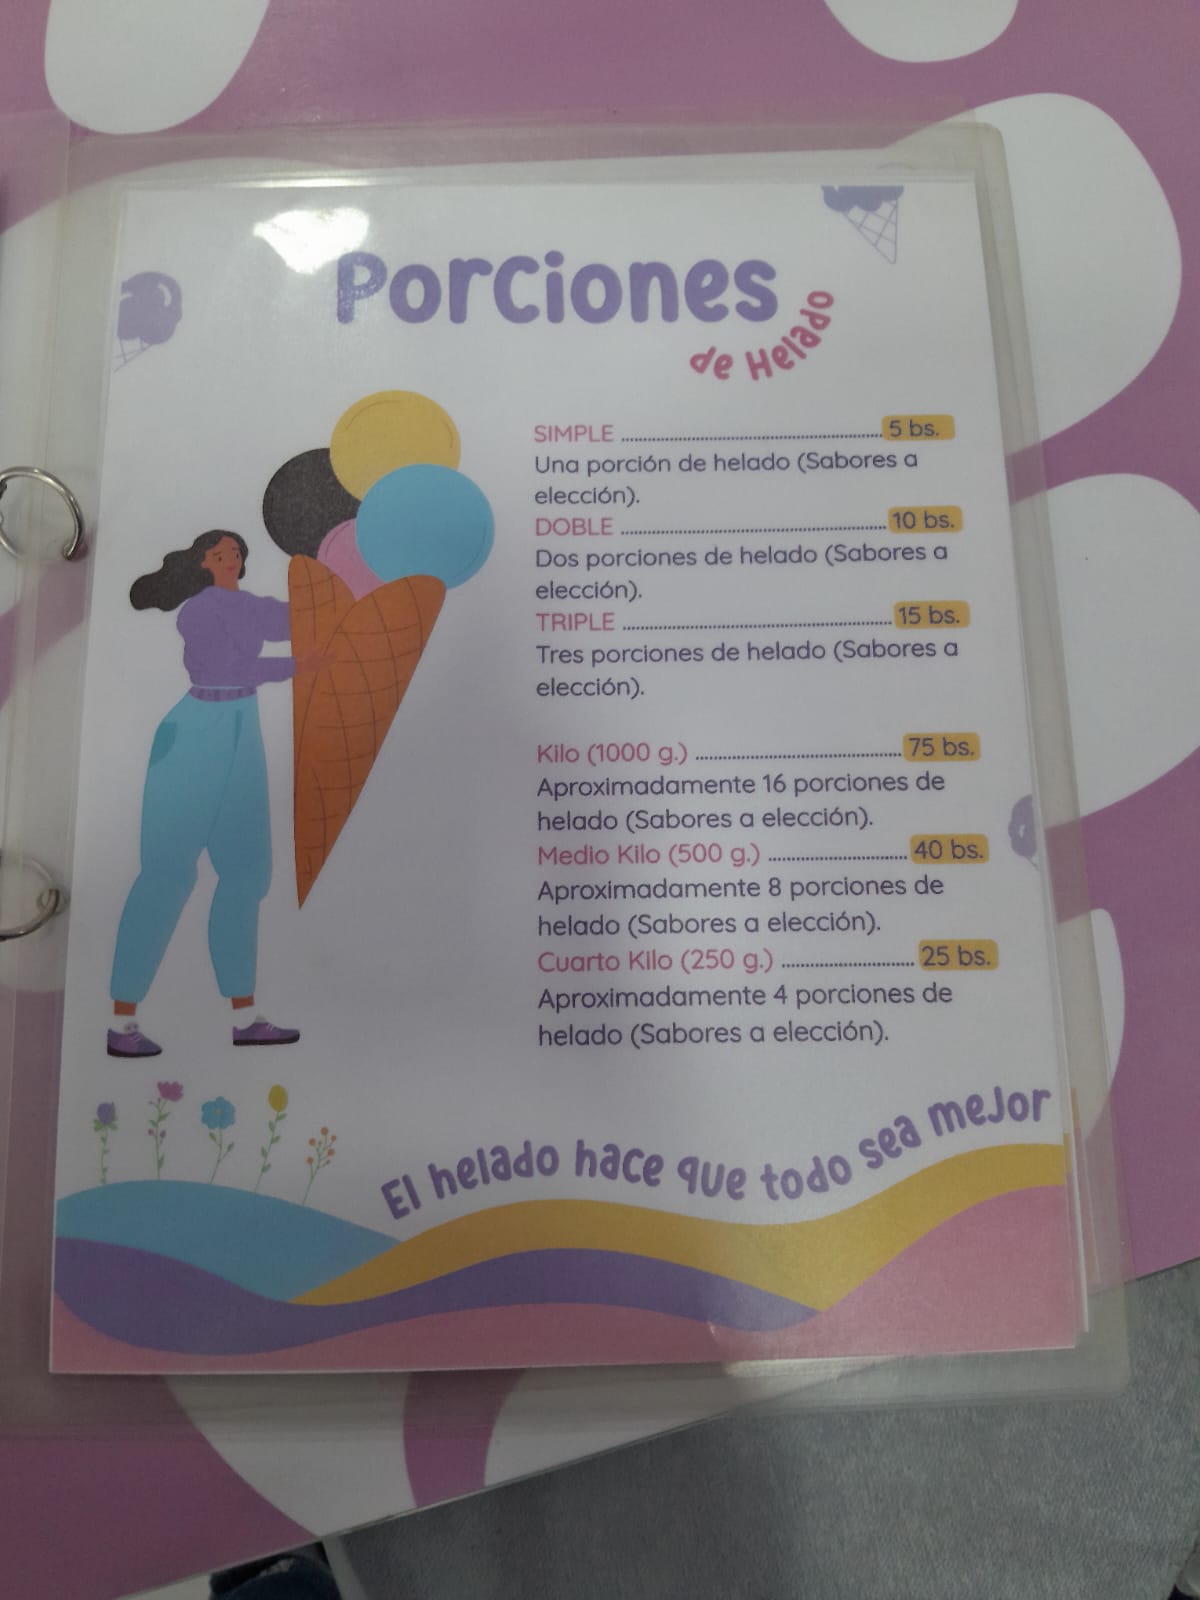 Porciones
de Helado
SIMPLE ........................................................ 5 bs.
Una porción de helado (Sabores a
elección).
DOBLE ........................................................ 10 bs.
Dos porciones de helado (Sabores a
elección).
TRIPLE ........................................................ 15 bs.
Tres porciones de helado (Sabores a
elección).
Kilo (1000 g.) ............................................ 75 bs.
Aproximadamente 16 porciones de
helado (Sabores a elección).
Medio Kilo (500 g.) .............................. 40 bs.
Aproximadamente 8 porciones de
helado (Sabores a elección).
Cuarto Kilo (250 g.) ............................ 25 bs.
Aproximadamente 4 porciones de
helado (Sabores a elección).
El helado hace que todo sea mejor